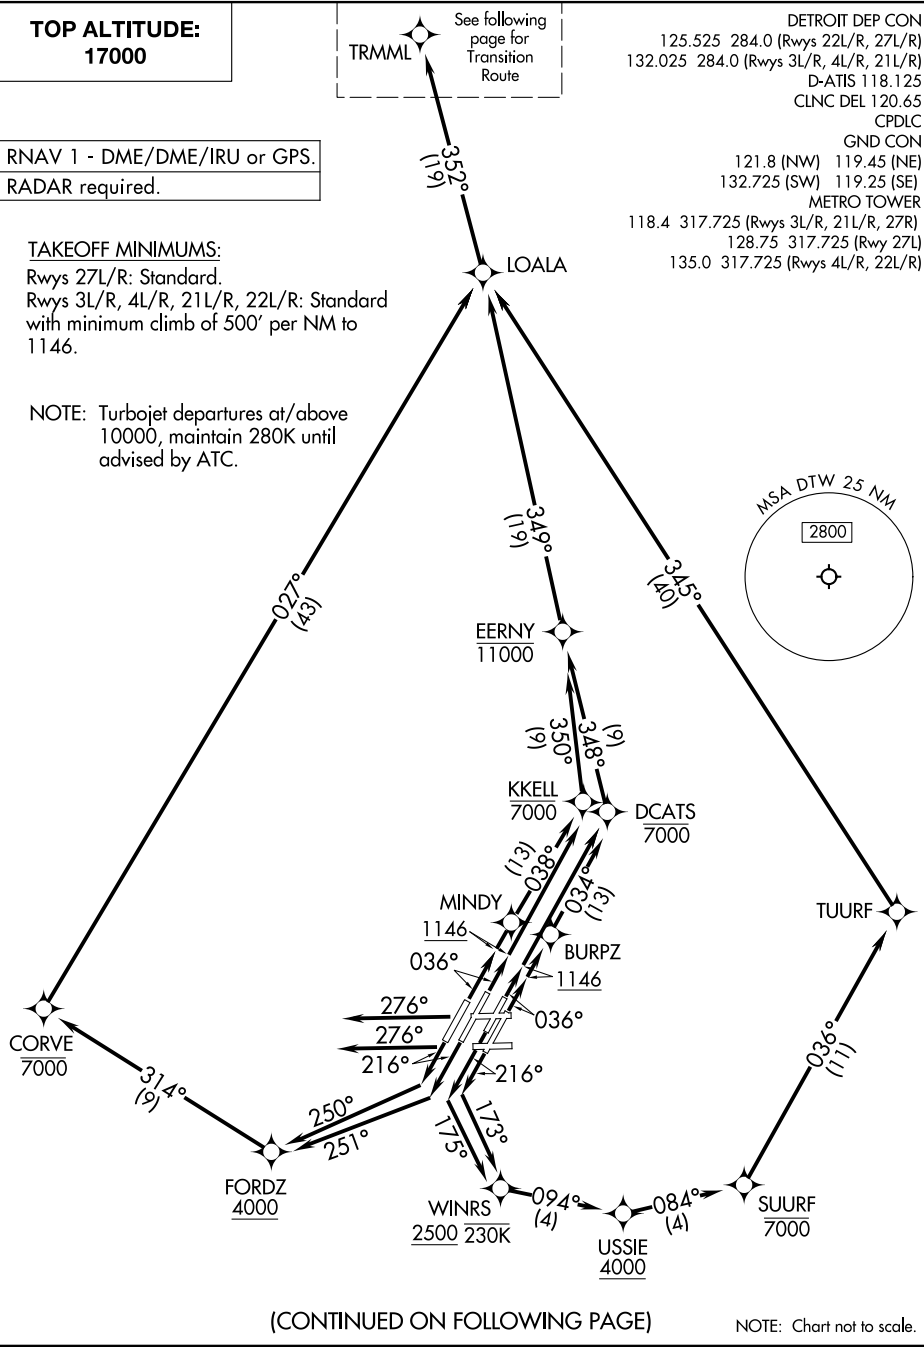 TOP ALTITUDE:
17000
See following
page for
Transition
Route
TRMML
DETROIT DEP CON
125.525 284.0 (Rwys 22L/R, 27L/R)
132.025 284.0 (Rwys 3L/R, 4L/R, 21L/R)
D-ATIS 118.125
CLNC DEL 120.65
CPDLC
GND CON
121.8 (NW) 119.45 (NE)
132.725 (SW) 119.25 (SE)
METRO TOWER
118.4 317.725 (Rwys 3L/R, 21L/R, 27R)
128.75 317.725 (Rwy 27L)
135.0 317.725 (Rwys 4L/R, 22L/R)
RNAV 1 - DME/DME/IRU or GPS.
RADAR required.
352°
(19)
TAKEOFF MINIMUMS:
Rwys 27L/R: Standard.
Rwys 3L/R, 4L/R, 21L/R, 22L/R: Standard
with minimum climb of 500' per NM to
1146.
LOALA
NOTE: Turbojet departures at/above
10000, maintain 280K until
advised by ATC.
MSA DTW 25 NM
2800
349°
(19)
345°
(40)
027°
(43)
EERNY
11000
350°
(9)
348°
(9)
KKELL
7000
DCATS
7000
038°
(13)
034°
(13)
MINDY
1146
BURPZ
1146
TUURF
036°
036°
276°
276°
216°
216°
CORVE
7000
314°
(9)
250°
251°
175°
173°
036°
(11)
FORDZ
4000
WINRS
2500 230K
094°
(4)
USSIE
4000
084°
(4)
SUURF
7000
(CONTINUED ON FOLLOWING PAGE)
NOTE: Chart not to scale.